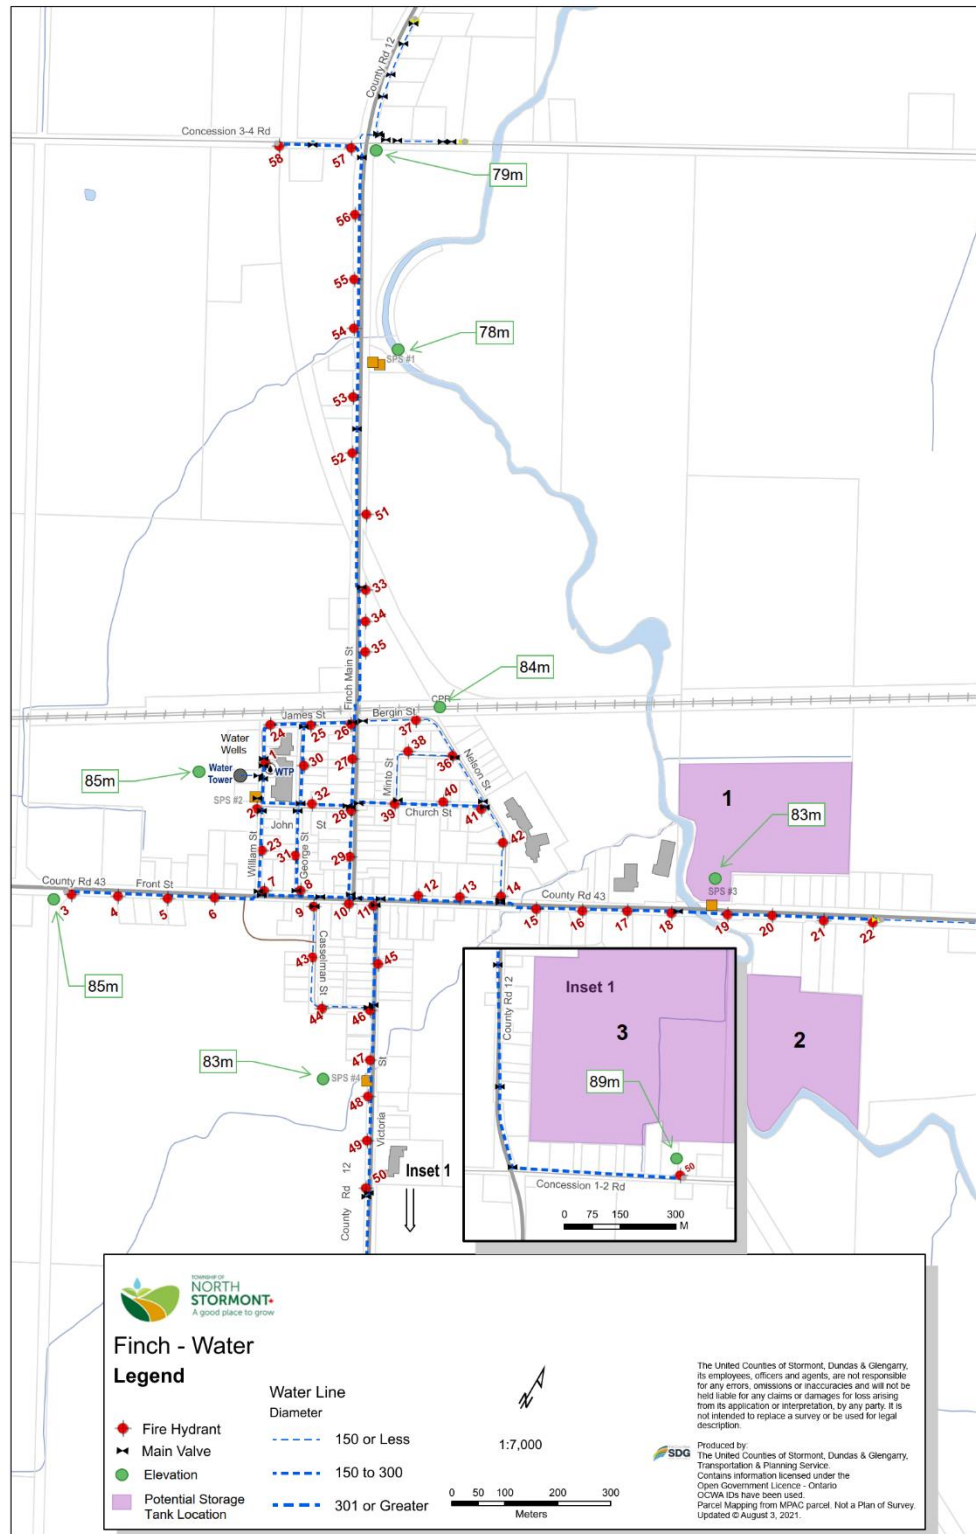 County Rd 12
Concession 3-4 Rd
58
57
79m
56
55
54
78m
SPS #1
53
52
51
33
34
35
Finch Main St
84m
CPR
James St
Bergin St
24
25
26
37
Water
Wells
38
1
30
27
36
Nelson St
85m
Water
Tower
WTP
Minto St
SPS #2
32
40
2
39
Church St
41
28
John St
1
83m
William St
23
31
George St
29
42
SPS #3
County Rd 43
Front St
7
8
12
13
14
County Rd 43
3
4
5
6
9
10
11
15
16
17
18
19
20
21
22
Casselman St
43
45
85m
44
46
County Rd 12
Inset 1
3
2
47
St
83m
SPS #4
48
89m
Victoria
49
50
Inset 1
50
Concession 1-2 Rd
County Rd 12
0 75 150 300
M
TOWNSHIP OF
NORTH
STORMONT
A good place to grow
Finch - Water
Legend
Fire Hydrant
Main Valve
Elevation
Potential Storage
Tank Location
Water Line
Diameter
150 or Less
150 to 300
301 or Greater
N
1:7,000
0 50 100 200 300
Meters
The United Counties of Stormont, Dundas & Glengarry,
its employees, officers and agents, are not responsible
for any errors, omissions or inaccuracies and will not be
held liable for any claims or damages for loss arising
from its application or interpretation, by any party. It is
not intended to replace a survey or be used for legal
description.
SDG
Produced by:
The United Counties of Stormont, Dundas & Glengarry,
Transportation & Planning Service.
Contains information licensed under the
Open Government Licence - Ontario
OCWA IDs have been used.
Parcel Mapping from MPAC parcel. Not a Plan of Survey.
Updated © August 3, 2021.